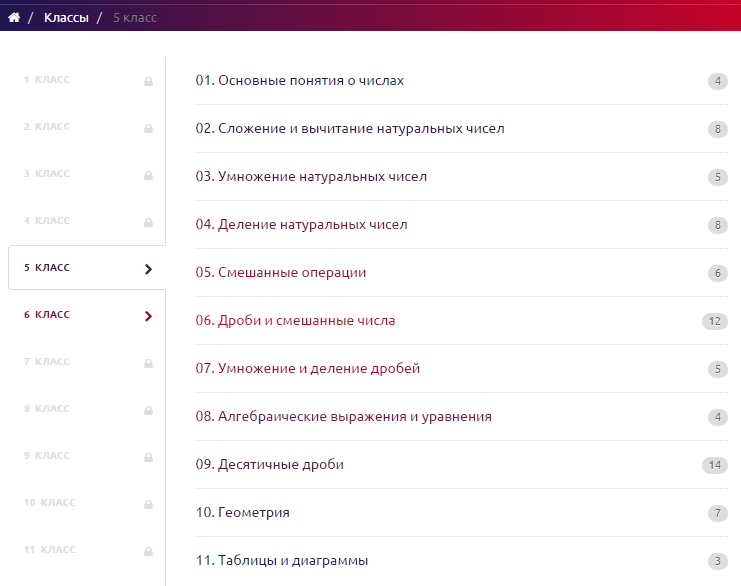 / Классы / 5 класс
1 КЛАСС
2 КЛАСС
3 КЛАСС
4 КЛАСС
5 КЛАСС
6 КЛАСС
7 КЛАСС
8 КЛАСС
9 КЛАСС
10 КЛАСС
11 КЛАСС
01. Основные понятия о числах 4
02. Сложение и вычитание натуральных чисел 8
03. Умножение натуральных чисел 5
04. Деление натуральных чисел 8
05. Смешанные операции 6
06. Дроби и смешанные числа 12
07. Умножение и деление дробей 5
08. Алгебраические выражения и уравнения 4
09. Десятичные дроби 14
10. Геометрия 7
11. Таблицы и диаграммы 3